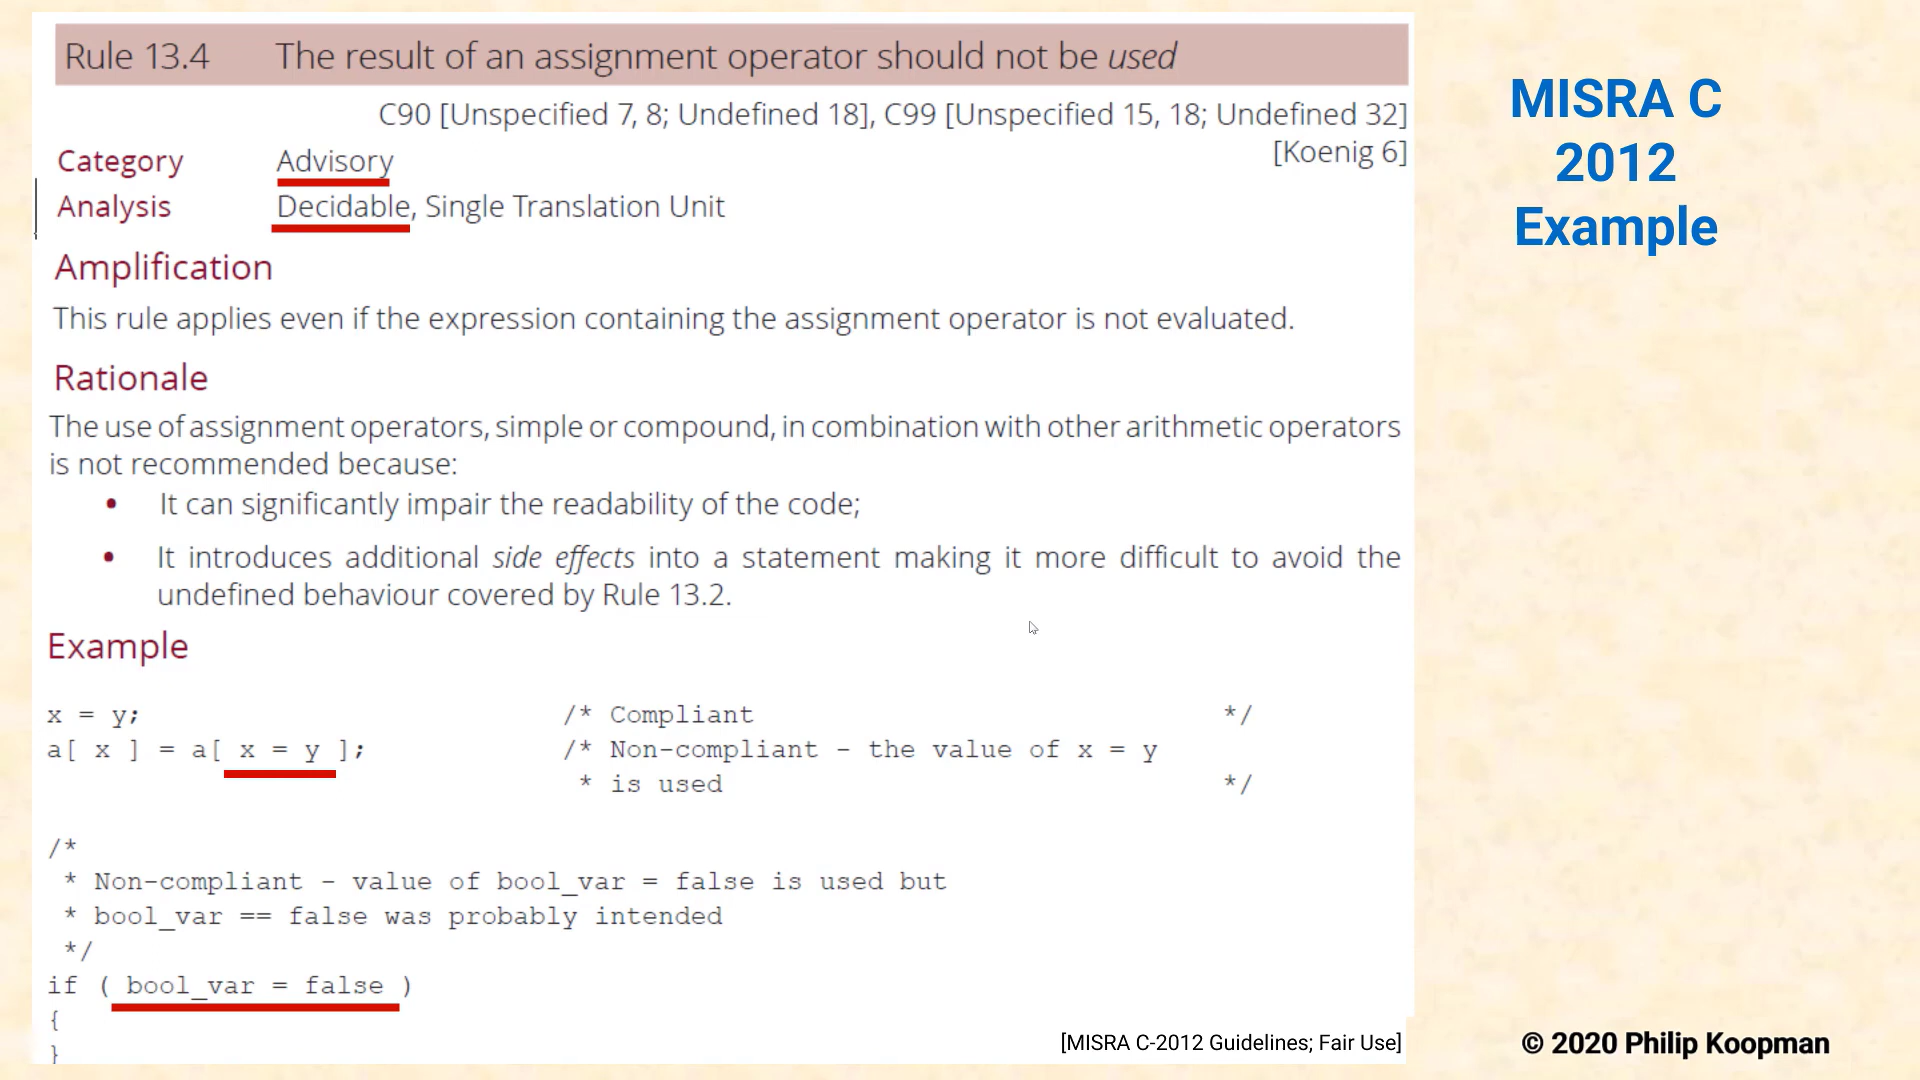 Rule 13.4 The result of an assignment operator should not be used
C90 [Unspecified 7, 8; Undefined 18], C99 [Unspecified 15, 18; Undefined 32]
[Koenig 6]
Category Advisory
Analysis Decidable, Single Translation Unit
Amplification
This rule applies even if the expression containing the assignment operator is not evaluated.
Rationale
The use of assignment operators, simple or compound, in combination with other arithmetic operators
is not recommended because:
• It can significantly impair the readability of the code;
• It introduces additional side effects into a statement making it more difficult to avoid the
undefined behaviour covered by Rule 13.2.
Example
x = y; /* Compliant */
a[ x ] = a[ x = y ]; /* Non-compliant - the value of x = y
* is used */
/*
* Non-compliant - value of bool_var = false is used but
* bool_var == false was probably intended
*/
if ( bool_var = false )
{
}
[MISRA C-2012 Guidelines; Fair Use]
MISRA C
2012
Example
© 2020 Philip Koopman